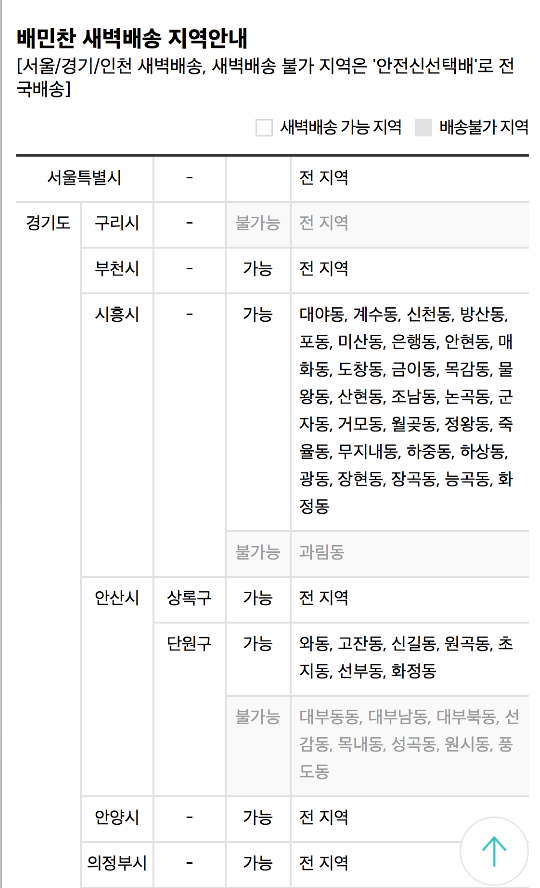 배민찬 새벽배송 지역안내
[서울/경기/인천 새벽배송, 새벽배송 불가 지역은 '안전신선택배'로 전
국배송]
새벽배송 가능 지역 배송불가 지역
서울특별시 - 전 지역
경기도 구리시 - 불가능 전 지역
부천시 - 가능 전 지역
시흥시 - 가능 대야동, 계수동, 신천동, 방산동,
포동, 미산동, 은행동, 안현동, 매
화동, 도창동, 금이동, 목감동, 물
왕동, 산현동, 조남동, 논곡동, 군
자동, 거모동, 월곶동, 정왕동, 죽
율동, 무지내동, 하중동, 하상동,
광동, 장현동, 장곡동, 능곡동, 화
정동
불가능 과림동
안산시 상록구 가능 전 지역
단원구 가능 와동, 고잔동, 신길동, 원곡동, 초
지동, 선부동, 화정동
불가능 대부동동, 대부남동, 대부북동, 선
감동, 목내동, 성곡동, 원시동, 풍
도동
안양시 - 가능 전 지역
의정부시 - 가능 전 지역